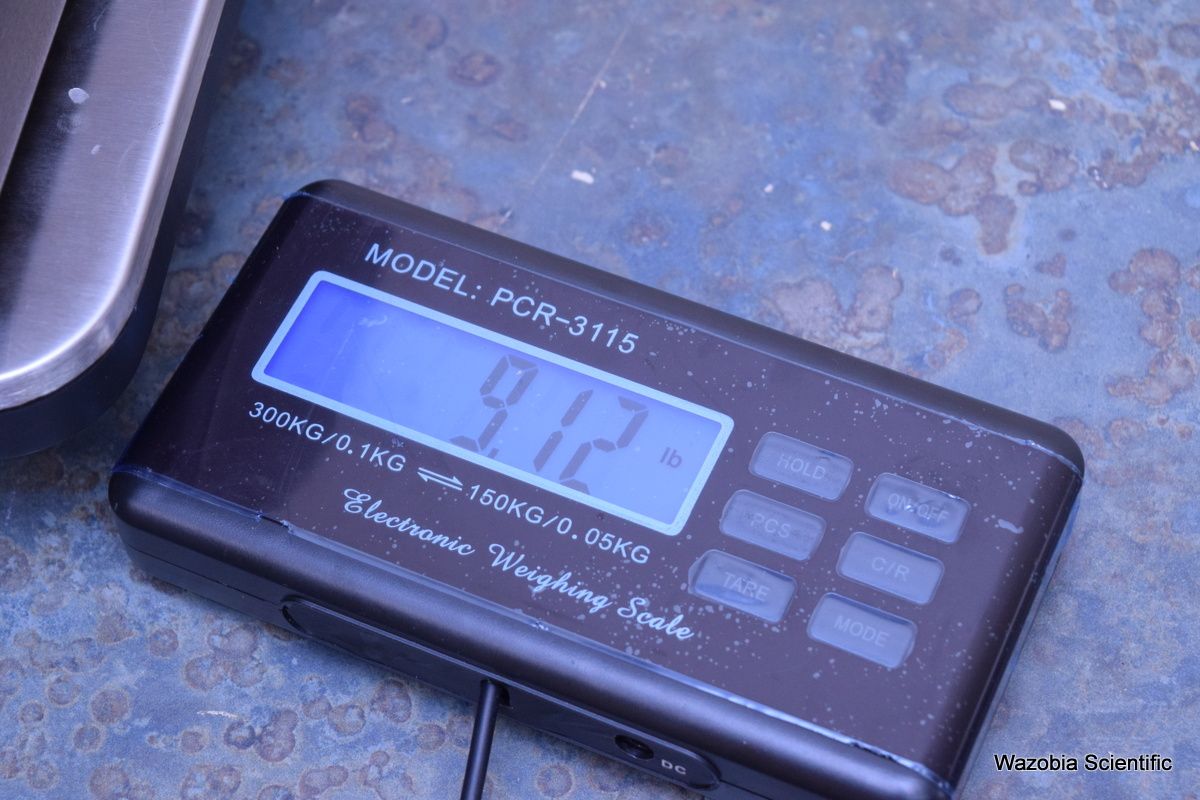 MODEL: PCR-3115
9.12 lb
300KG/0.1KG ⇌ 150KG/0.05KG
Electronic Weighing Scale
HOLD
ON-OFF
PCS
C/R
TARE
MODE
DC
Wazobia Scientific